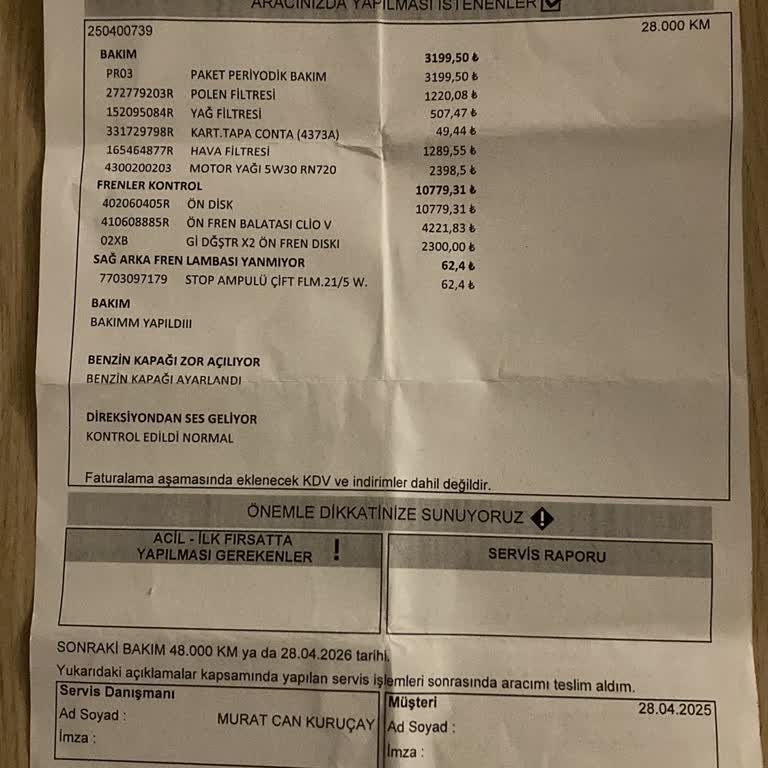 ARACINIZDA YAPILMASI İSTENENLER
250400739 28.000 KM
BAKIM 3199,50 ₺
PR03 PAKET PERİYODİK BAKIM 3199,50 ₺
272779203R POLEN FİLTRESİ 1220,08 ₺
152095084R YAĞ FİLTRESİ 507,47 ₺
331729798R KART.TAPA CONTA (4373A) 49,44 ₺
165464877R HAVA FİLTRESİ 1289,55 ₺
4300200203 MOTOR YAĞI 5W30 RN720 2398,5 ₺
FRENLER KONTROL 10779,31 ₺
402060405R ÖN DISK 10779,31 ₺
410608885R ÖN FREN BALATASI CLİO V 4221,83 ₺
02XB Gİ DĞŞTR X2 ÖN FREN DISKI 2300,00 ₺
SAĞ ARKA FREN LAMBASI YANMIYOR 62,4 ₺
7703097179 STOP AMPULÜ ÇİFT FLM.21/5 W. 62,4 ₺
BAKIM
BAKIMM YAPILDIII
BENZİN KAPAĞI ZOR AÇILIYOR
BENZİN KAPAĞI AYARLANDI
DİREKSİYONDAN SES GELİYOR
KONTROL EDİLDİ NORMAL
Faturalama aşamasında eklenecek KDV ve indirimler dahil değildir.
ÖNEMLE DİKKATİNİZE SUNUYORUZ !
ACİL - İLK FIRSATTA
YAPILMASI GEREKENLER !
SERVİS RAPORU
SONRAKİ BAKIM 48.000 KM ya da 28.04.2026 tarihi.
Yukarıdaki açıklamalar kapsamında yapılan servis işlemleri sonrasında aracımı teslim aldım.
Servis Danışmanı
Ad Soyad : MURAT CAN KURUÇAY
İmza :
Müşteri 28.04.2025
Ad Soyad :
İmza :